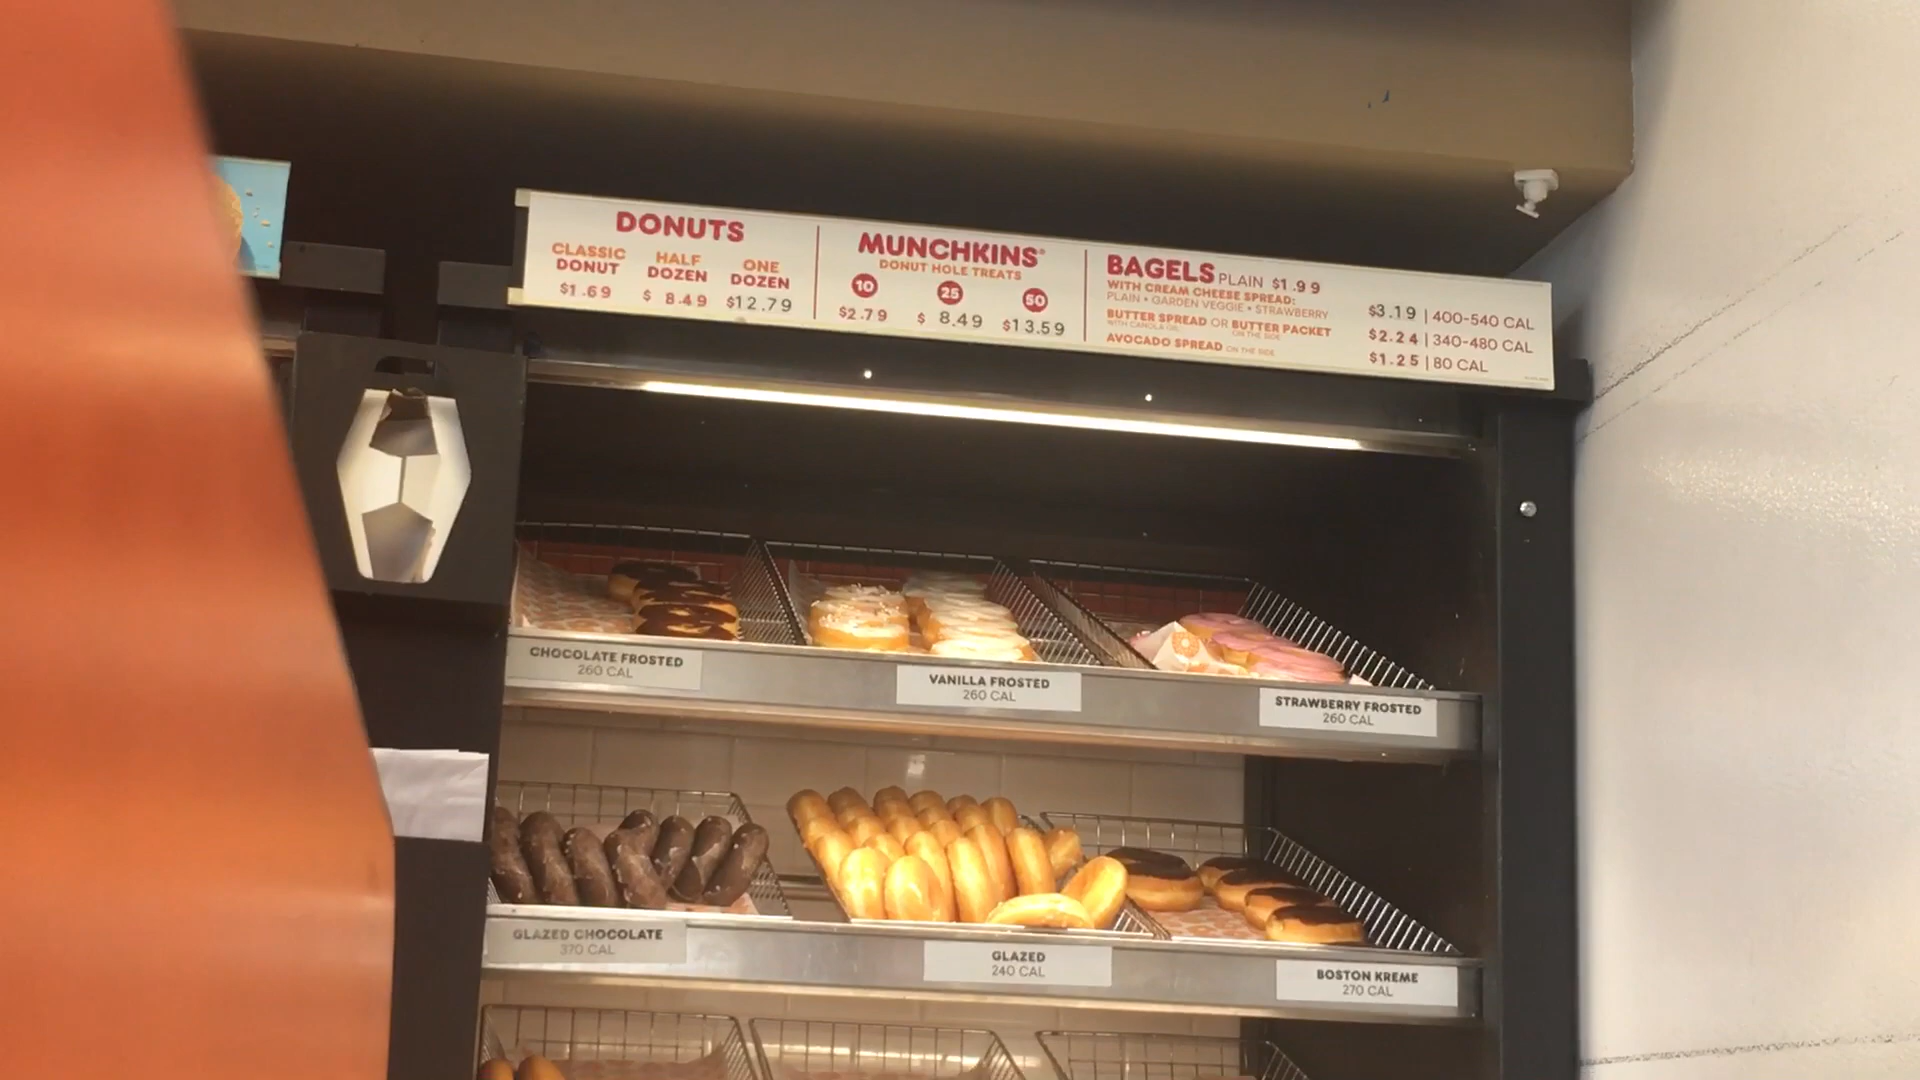 DONUTS
CLASSIC DONUT
$1.69
HALF DOZEN
$ 8.49
ONE DOZEN
$12.79
MUNCHKINS®
DONUT HOLE TREATS
10 25 50
$2.79 $ 8.49 $13.59
BAGELS PLAIN $1.99
WITH CREAM CHEESE SPREAD:
PLAIN • GARDEN VEGGIE • STRAWBERRY
$3.19 | 400-540 CAL
BUTTER SPREAD OR BUTTER PACKET
WITH CANOLA OIL ON THE SIDE
$2.24 | 340-480 CAL
AVOCADO SPREAD ON THE SIDE
$1.25 | 80 CAL
CHOCOLATE FROSTED
260 CAL
VANILLA FROSTED
260 CAL
STRAWBERRY FROSTED
260 CAL
GLAZED CHOCOLATE
370 CAL
GLAZED
240 CAL
BOSTON KREME
270 CAL